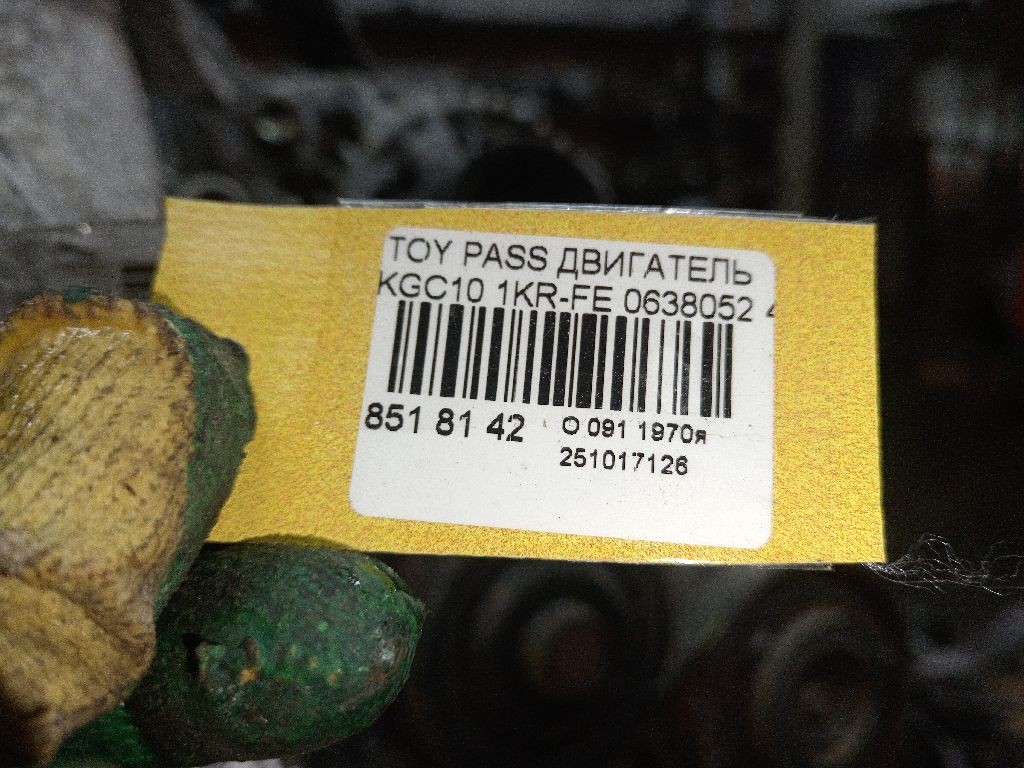 TOY PASS ДВИГАТЕЛЬ
KGC10 1KR-FE 0638052
851 81 42
О 091 1970я
251017126